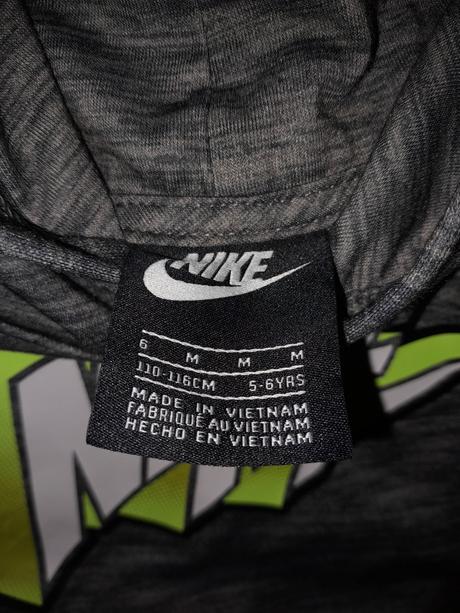 NIKE
6 M M M
110-116CM 5-6YRS
MADE IN VIETNAM
FABRIQUÉ AU VIETNAM
HECHO EN VIETNAM